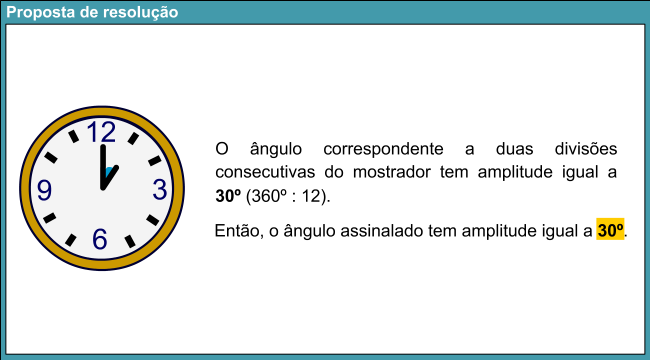 Proposta de resolução
12
9
3
6
O ângulo correspondente a duas divisões
consecutivas do mostrador tem amplitude igual a
30º (360º : 12).
Então, o ângulo assinalado tem amplitude igual a 30º.